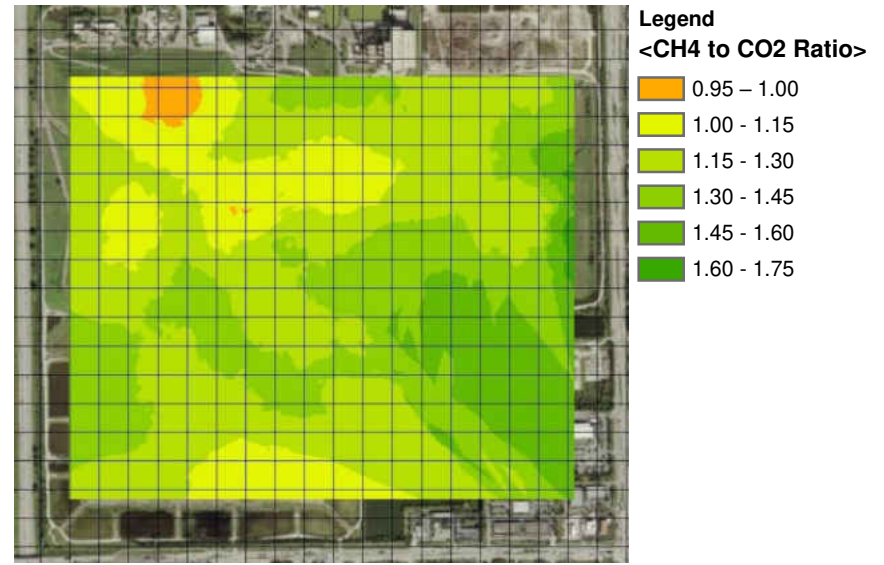 Legend
<CH4 to CO2 Ratio>
0.95 – 1.00
1.00 - 1.15
1.15 - 1.30
1.30 - 1.45
1.45 - 1.60
1.60 - 1.75